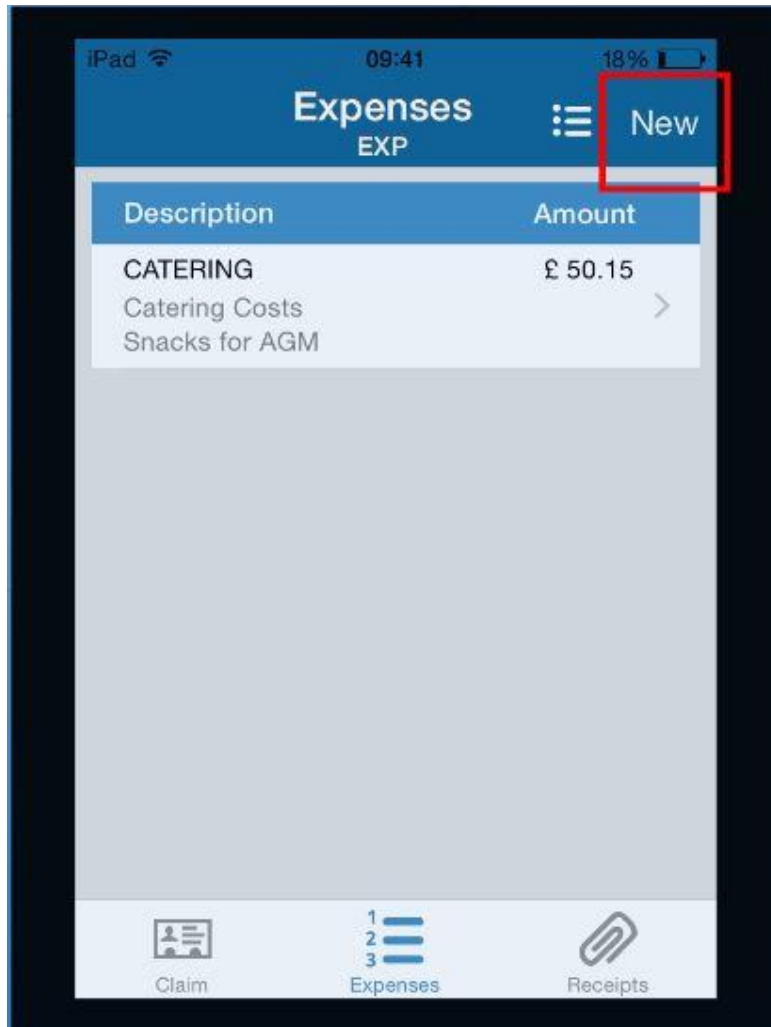 iPad 09:41 18%
Expenses New
EXP
Description Amount
CATERING £ 50.15
Catering Costs
Snacks for AGM
1
2
3
Claim Expenses Receipts